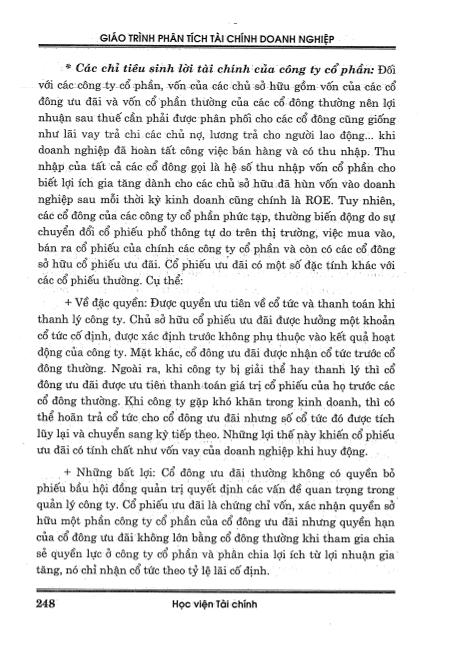 GIÁO TRÌNH PHÂN TÍCH TÀI CHÍNH DOANH NGHIỆP
* Các chỉ tiêu sinh lời tài chính của công ty cổ phần: Đối
với các công ty cổ phần, vốn của các chủ sở hữu gồm vốn của các cổ
đông ưu đãi và vốn cổ phần thường của các cổ đông thường nên lợi
nhuận sau thuế cần phải được phân phối cho các cổ đông cũng giống
như lãi vay trả chi các chủ nợ, lương trả cho người lao động... khi
doanh nghiệp đã hoàn tất công việc bán hàng và có thu nhập. Thu
nhập của tất cả các cổ đông gọi là hệ số thu nhập vốn cổ phần cho
biết lợi ích gia tăng dành cho các chủ sở hữu đã hùn vốn vào doanh
nghiệp sau mỗi thời kỳ kinh doanh cũng chính là ROE. Tuy nhiên,
các cổ đông của các công ty cổ phần phức tạp, thường biến động do sự
chuyển đổi cổ phiếu phổ thông tự do trên thị trường, việc mua vào,
bán ra cổ phiếu của chính các công ty cổ phần và còn có các cổ đông
sở hữu cổ phiếu ưu đãi. Cổ phiếu ưu đãi có một số đặc tính khác với
các cổ phiếu thường. Cụ thể:
+ Về đặc quyền: Được quyền ưu tiên về cổ tức và thanh toán khi
thanh lý công ty. Chủ sở hữu cổ phiếu ưu đãi được hưởng một khoản
cổ tức cố định, được xác định trước không phụ thuộc vào kết quả hoạt
động của công ty. Mặt khác, cổ đông ưu đãi được nhận cổ tức trước cổ
đông thường. Ngoài ra, khi công ty bị giải thể hay thanh lý thì cổ
đông ưu đãi được ưu tiên thanh toán giá trị cổ phiếu của họ trước các
cổ đông thường. Khi công ty gặp khó khăn trong kinh doanh, thì có
thể hoãn trả cổ tức cho cổ đông ưu đãi nhưng số cổ tức đó được tích
lũy lại và chuyển sang kỳ tiếp theo. Những lợi thế này khiến cổ phiếu
ưu đãi có tính chất như vốn vay của doanh nghiệp khi huy động.
+ Những bất lợi: Cổ đông ưu đãi thường không có quyền bỏ
phiếu bầu hội đồng quản trị quyết định các vấn đề quan trọng trong
quản lý công ty. Cổ phiếu ưu đãi là chứng chỉ vốn, xác nhận quyền sở
hữu một phần công ty cổ phần của cổ đông ưu đãi nhưng quyền hạn
của cổ đông ưu đãi không lớn bằng cổ đông thường khi tham gia chia
sẻ quyền lực ở công ty cổ phần và phân chia lợi ích từ lợi nhuận gia
tăng, nó chỉ nhận cổ tức theo tỷ lệ lãi cố định.
248
Học viện Tài chính